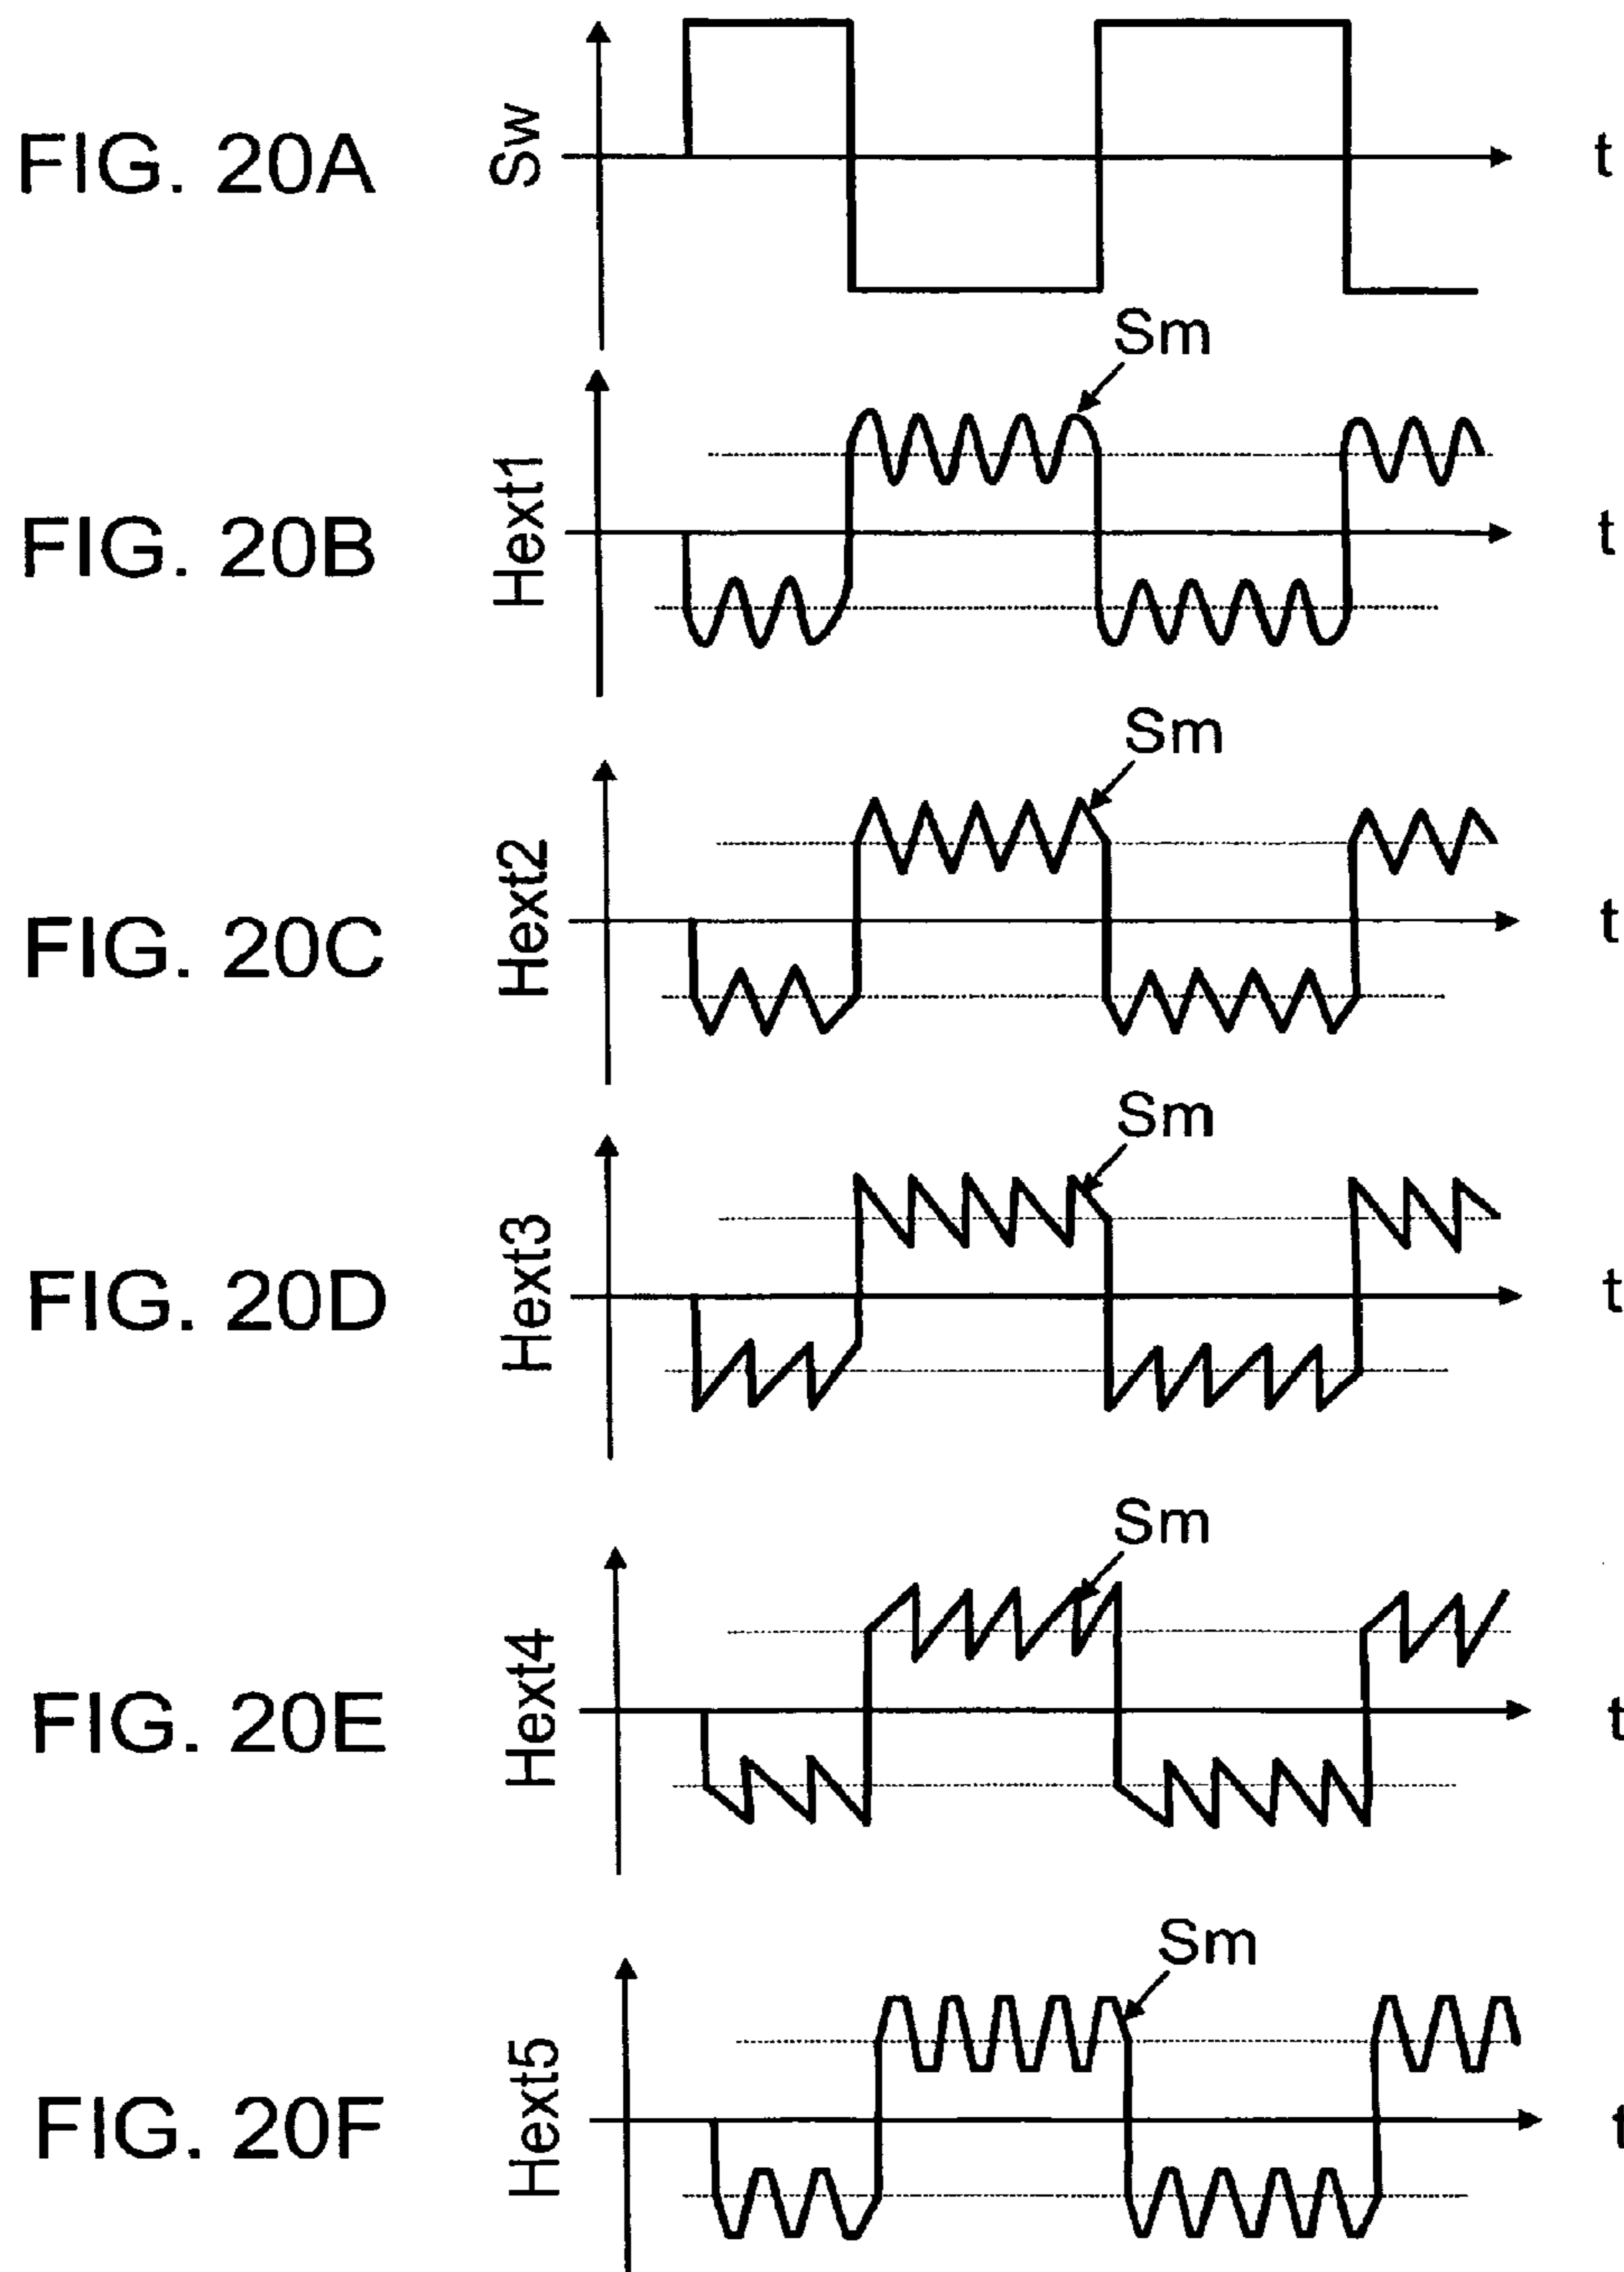 FIG. 20A
Sw
t
Sm
FIG. 20B
Hext1
t
Sm
FIG. 20C
Hext2
t
Sm
FIG. 20D
Hext3
t
Sm
FIG. 20E
Hext4
t
Sm
FIG. 20F
Hext5
t